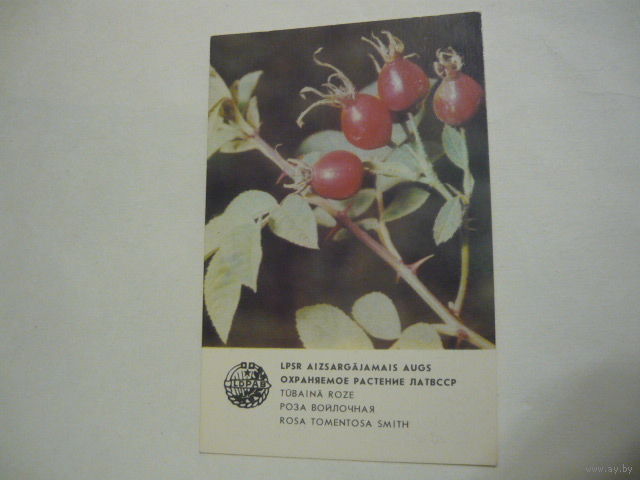 LPSR AIZSARGĀJAMAIS AUGS
ОХРАНЯЕМОЕ РАСТЕНИЕ ЛАТВССР
TŪBAINĀ ROZE
РОЗА ВОЙЛОЧНАЯ
ROSA TOMENTOSA SMITH
LDPAB
www.ay.by